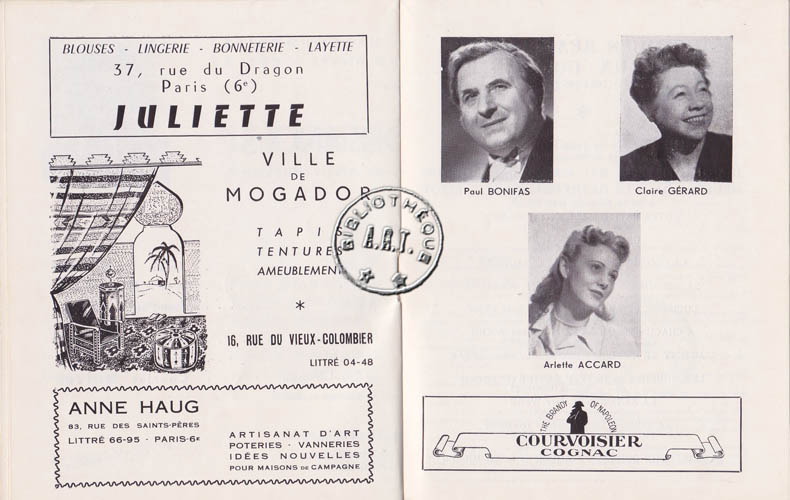 BLOUSES - LINGERIE - BONNETERIE - LAYETTE
37, rue du Dragon
Paris (6e)
JULIETTE
VILLE
DE
MOGADOR
TAPIS
TENTURES
AMEUBLEMENT
*
16, RUE DU VIEUX-COLOMBIER
LITTRÉ 04-48
ANNE HAUG
83, RUE DES SAINTS-PÈRES
LITTRÉ 66-95 - PARIS-6e
ARTISANAT D'ART
POTERIES - VANNERIES
IDÉES NOUVELLES
POUR MAISONS DE CAMPAGNE
BIBLIOTHÈQUE
A.R.T.
Paul BONIFAS
Claire GÉRARD
Arlette ACCARD
THE BRANDY OF NAPOLEON
COURVOISIER
COGNAC